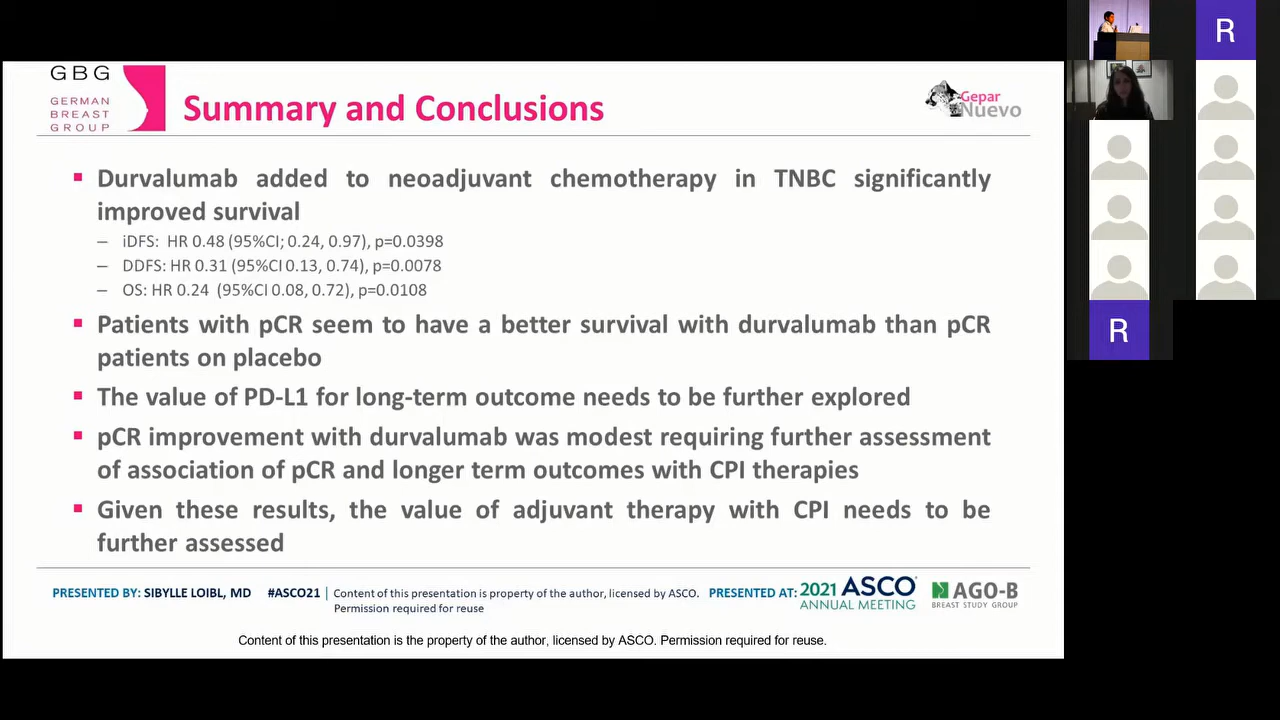 GBG
GERMAN
BREAST
GROUP
Summary and Conclusions
Gepar
Nuevo
▪ Durvalumab added to neoadjuvant chemotherapy in TNBC significantly
improved survival
– iDFS: HR 0.48 (95%CI; 0.24, 0.97), p=0.0398
– DDFS: HR 0.31 (95%CI 0.13, 0.74), p=0.0078
– OS: HR 0.24 (95%CI 0.08, 0.72), p=0.0108
▪ Patients with pCR seem to have a better survival with durvalumab than pCR
patients on placebo
▪ The value of PD-L1 for long-term outcome needs to be further explored
▪ pCR improvement with durvalumab was modest requiring further assessment
of association of pCR and longer term outcomes with CPI therapies
▪ Given these results, the value of adjuvant therapy with CPI needs to be
further assessed
PRESENTED BY: SIBYLLE LOIBL, MD #ASCO21
Content of this presentation is property of the author, licensed by ASCO.
Permission required for reuse
PRESENTED AT: 2021 ASCO
ANNUAL MEETING
AGO-B
BREAST STUDY GROUP
Content of this presentation is the property of the author, licensed by ASCO. Permission required for reuse.
R
R